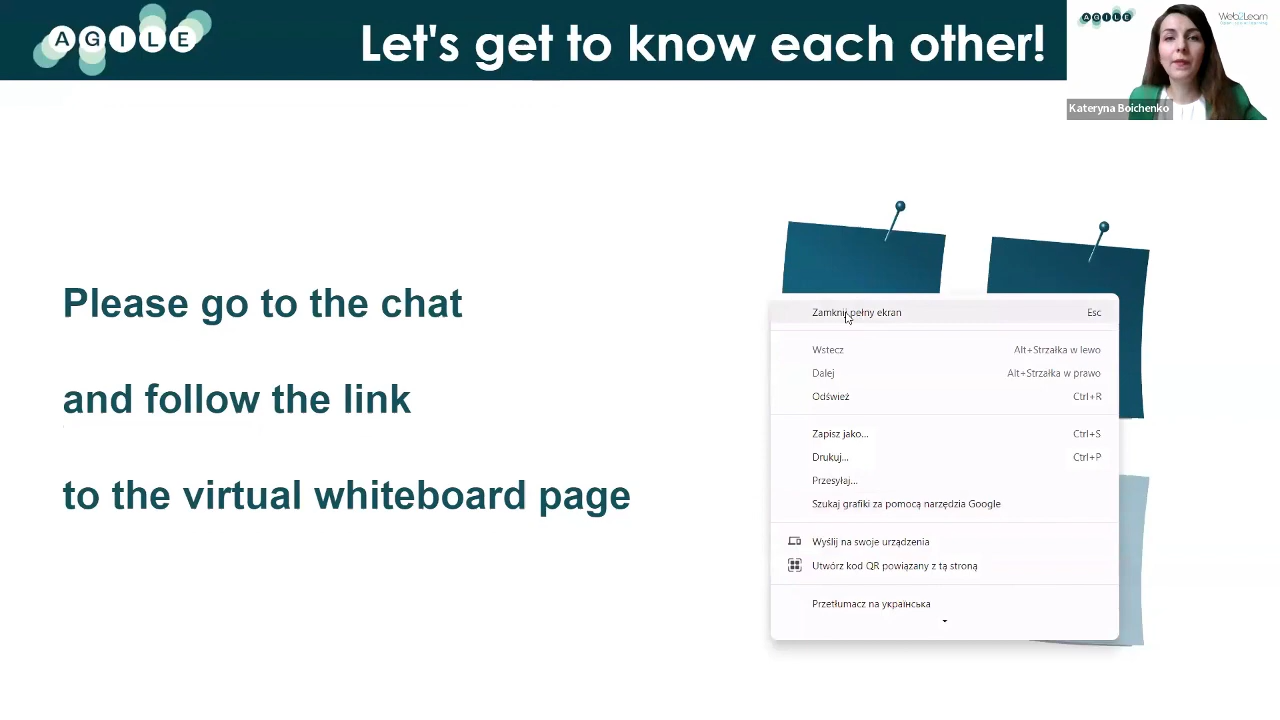 AGILE
Let's get to know each other!
AGILE
Web2Learn
Kateryna Boichenko
Please go to the chat
and follow the link
to the virtual whiteboard page
Zamknij pełny ekran Esc
Wstecz Alt+Strzałka w lewo
Dalej Alt+Strzałka w prawo
Odśwież Ctrl+R
Zapisz jako... Ctrl+S
Drukuj... Ctrl+P
Przesyłaj...
Szukaj grafiki za pomocą narzędzia Google
Wyślij na swoje urządzenia
Utwórz kod QR powiązany z tą stroną
Przetłumacz na українська